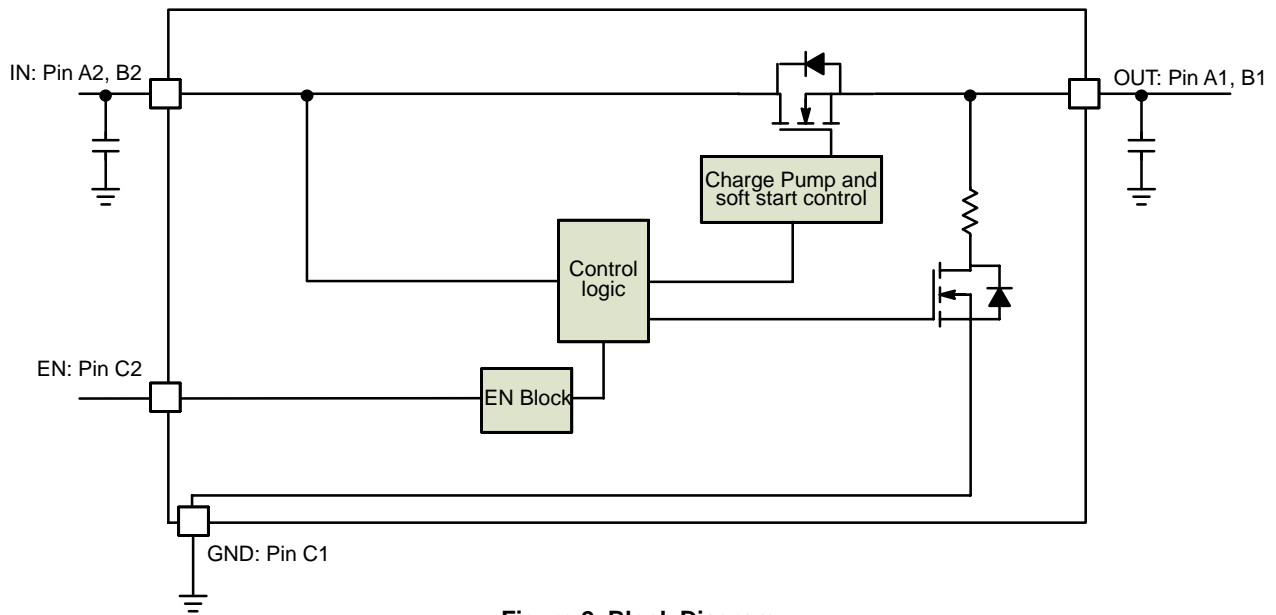 IN: Pin A2, B2
OUT: Pin A1, B1
Charge Pump and
soft start control
Control
logic
EN: Pin C2
EN Block
GND: Pin C1